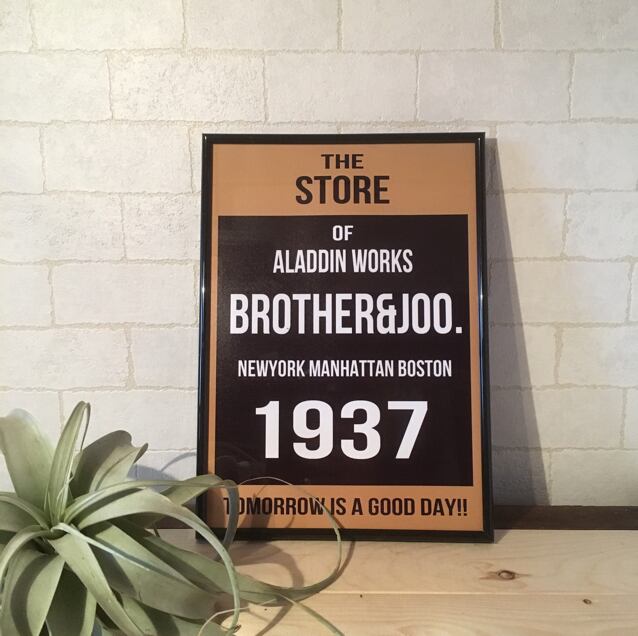 THE
STORE
OF
ALADDIN WORKS
BROTHER&JOO.
NEWYORK MANHATTAN BOSTON
1937
TOMORROW IS A GOOD DAY!!